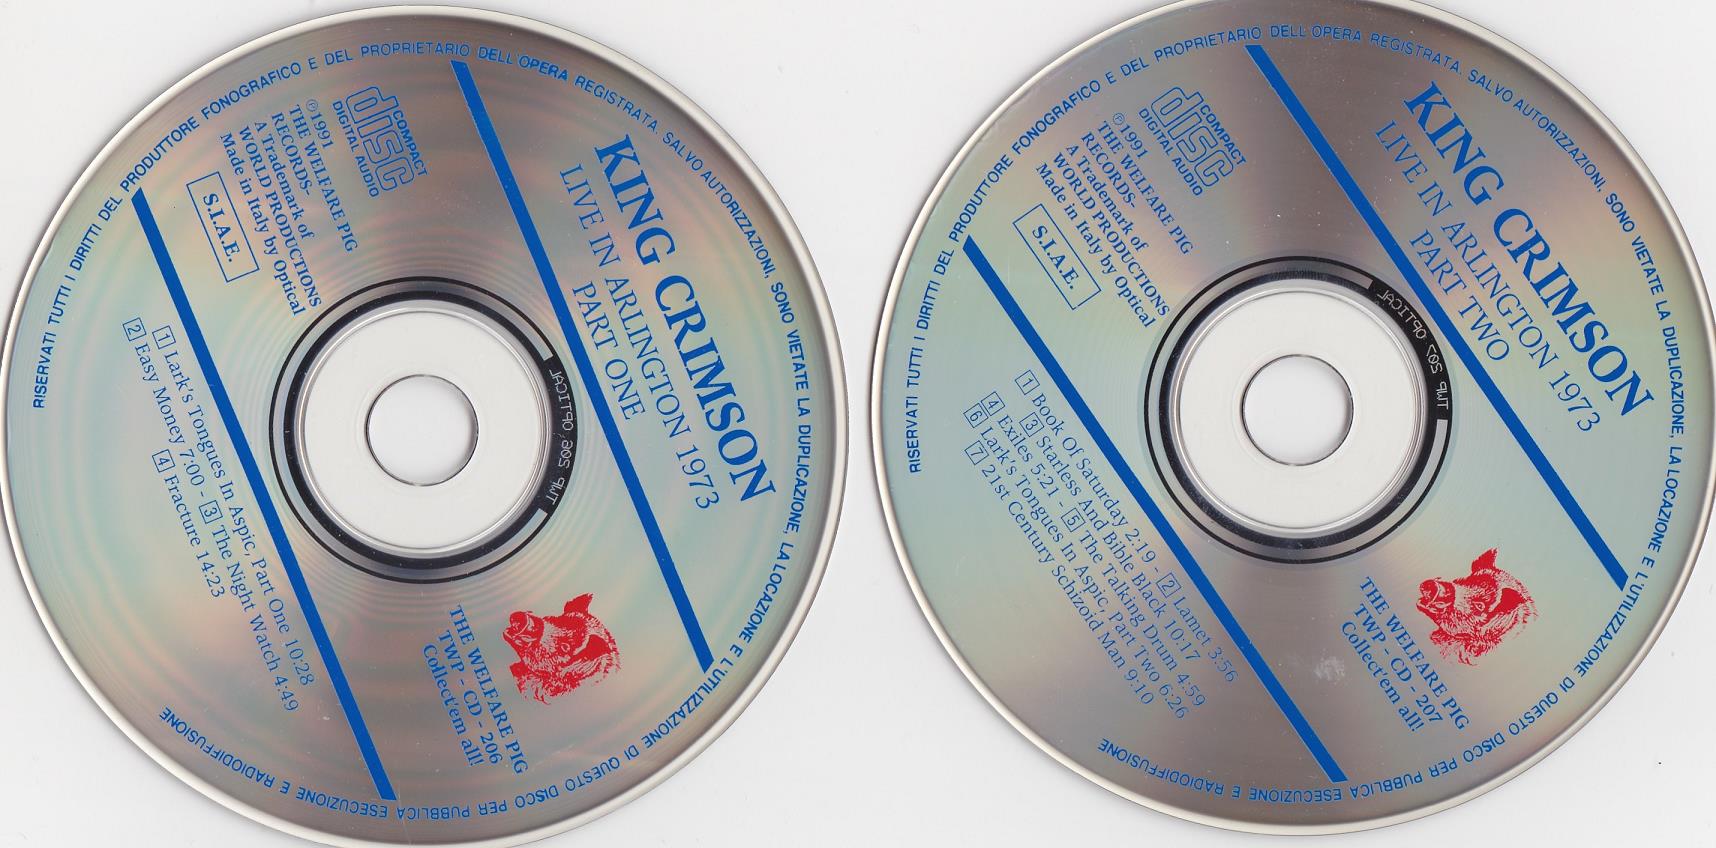 RISERVATI TUTTI I DIRITTI DEL PRODUTTORE FONOGRAFICO E DEL PROPRIETARIO DELL'OPERA REGISTRATA. SALVO AUTORIZZAZIONI, SONO VIETATE LA DUPLICAZIONE, LA LOCAZIONE E L'UTILIZZAZIONE DI QUESTO DISCO PER PUBBLICA ESECUZIONE E RADIODIFFUSIONE
KING CRIMSON
LIVE IN ARLINGTON 1973
PART ONE
COMPACT
disc
DIGITAL AUDIO
℗1991
THE WELFARE PIG
RECORDS.
A Trademark of
WORLD PRODUCTIONS
Made in Italy by Optical
S.I.A.E.
TWP 206 OPTICAL
THE WELFARE PIG
TWP - CD - 206
Collect'em all!
1 Lark's Tongues In Aspic, Part One 10:28
2 Easy Money 7:00 - 3 The Night Watch 4:49
4 Fracture 14:23
RISERVATI TUTTI I DIRITTI DEL PRODUTTORE FONOGRAFICO E DEL PROPRIETARIO DELL'OPERA REGISTRATA. SALVO AUTORIZZAZIONI, SONO VIETATE LA DUPLICAZIONE, LA LOCAZIONE E L'UTILIZZAZIONE DI QUESTO DISCO PER PUBBLICA ESECUZIONE E RADIODIFFUSIONE
KING CRIMSON
LIVE IN ARLINGTON 1973
PART TWO
COMPACT
disc
DIGITAL AUDIO
℗1991
THE WELFARE PIG
RECORDS.
A Trademark of
WORLD PRODUCTIONS
Made in Italy by Optical
S.I.A.E.
TWP 207 OPTICAL
THE WELFARE PIG
TWP - CD - 207
Collect'em all!
1 Book Of Saturday 2:19 - 2 Lamet 3:56
3 Starless And Bible Black 10:17
4 Exiles 5:21 - 5 The Talking Drum 4:59
6 Lark's Tongues In Aspic, Part Two 6:26
7 21st Century Schizoid Man 9:10